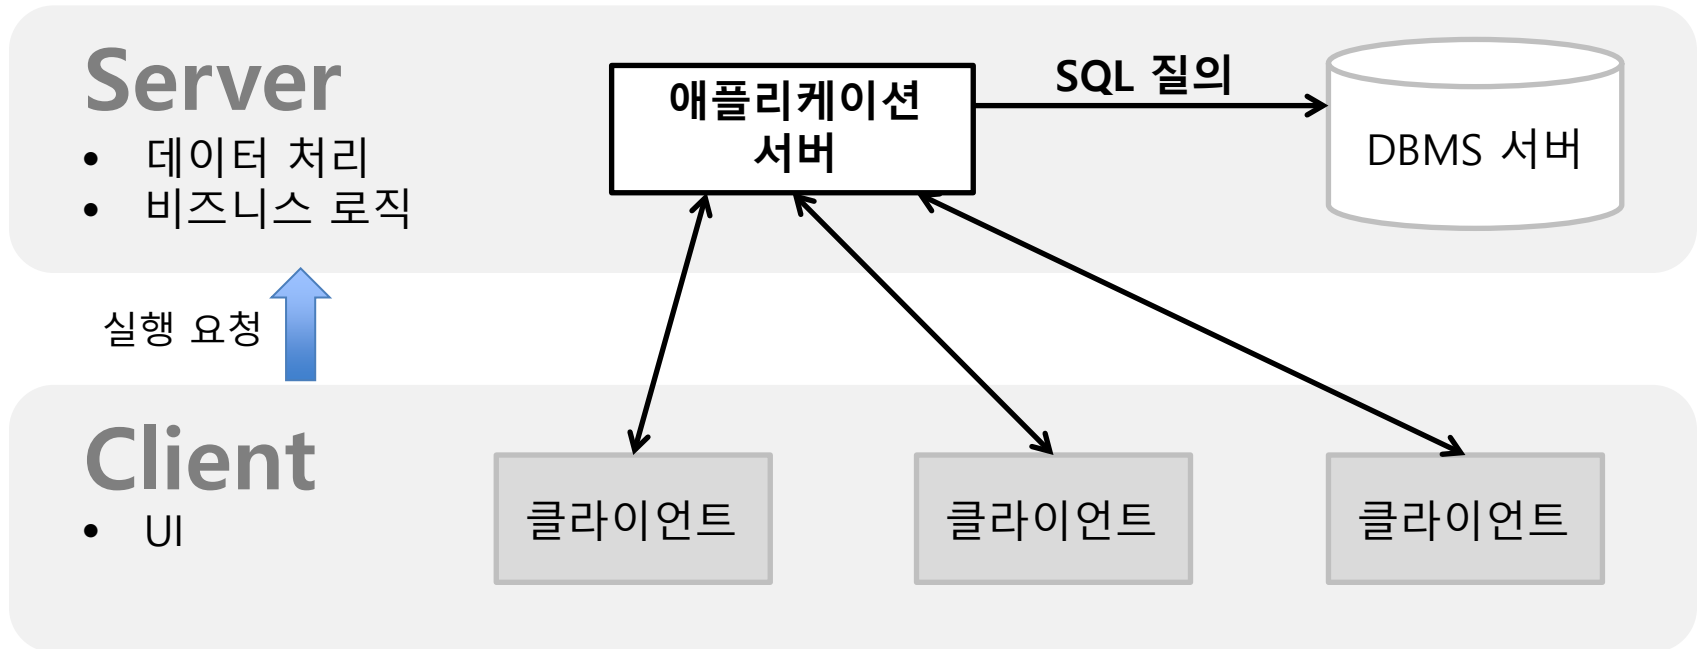 Server
• 데이터 처리
• 비즈니스 로직
애플리케이션
서버
SQL 질의
DBMS 서버
실행 요청
Client
• UI
클라이언트
클라이언트
클라이언트